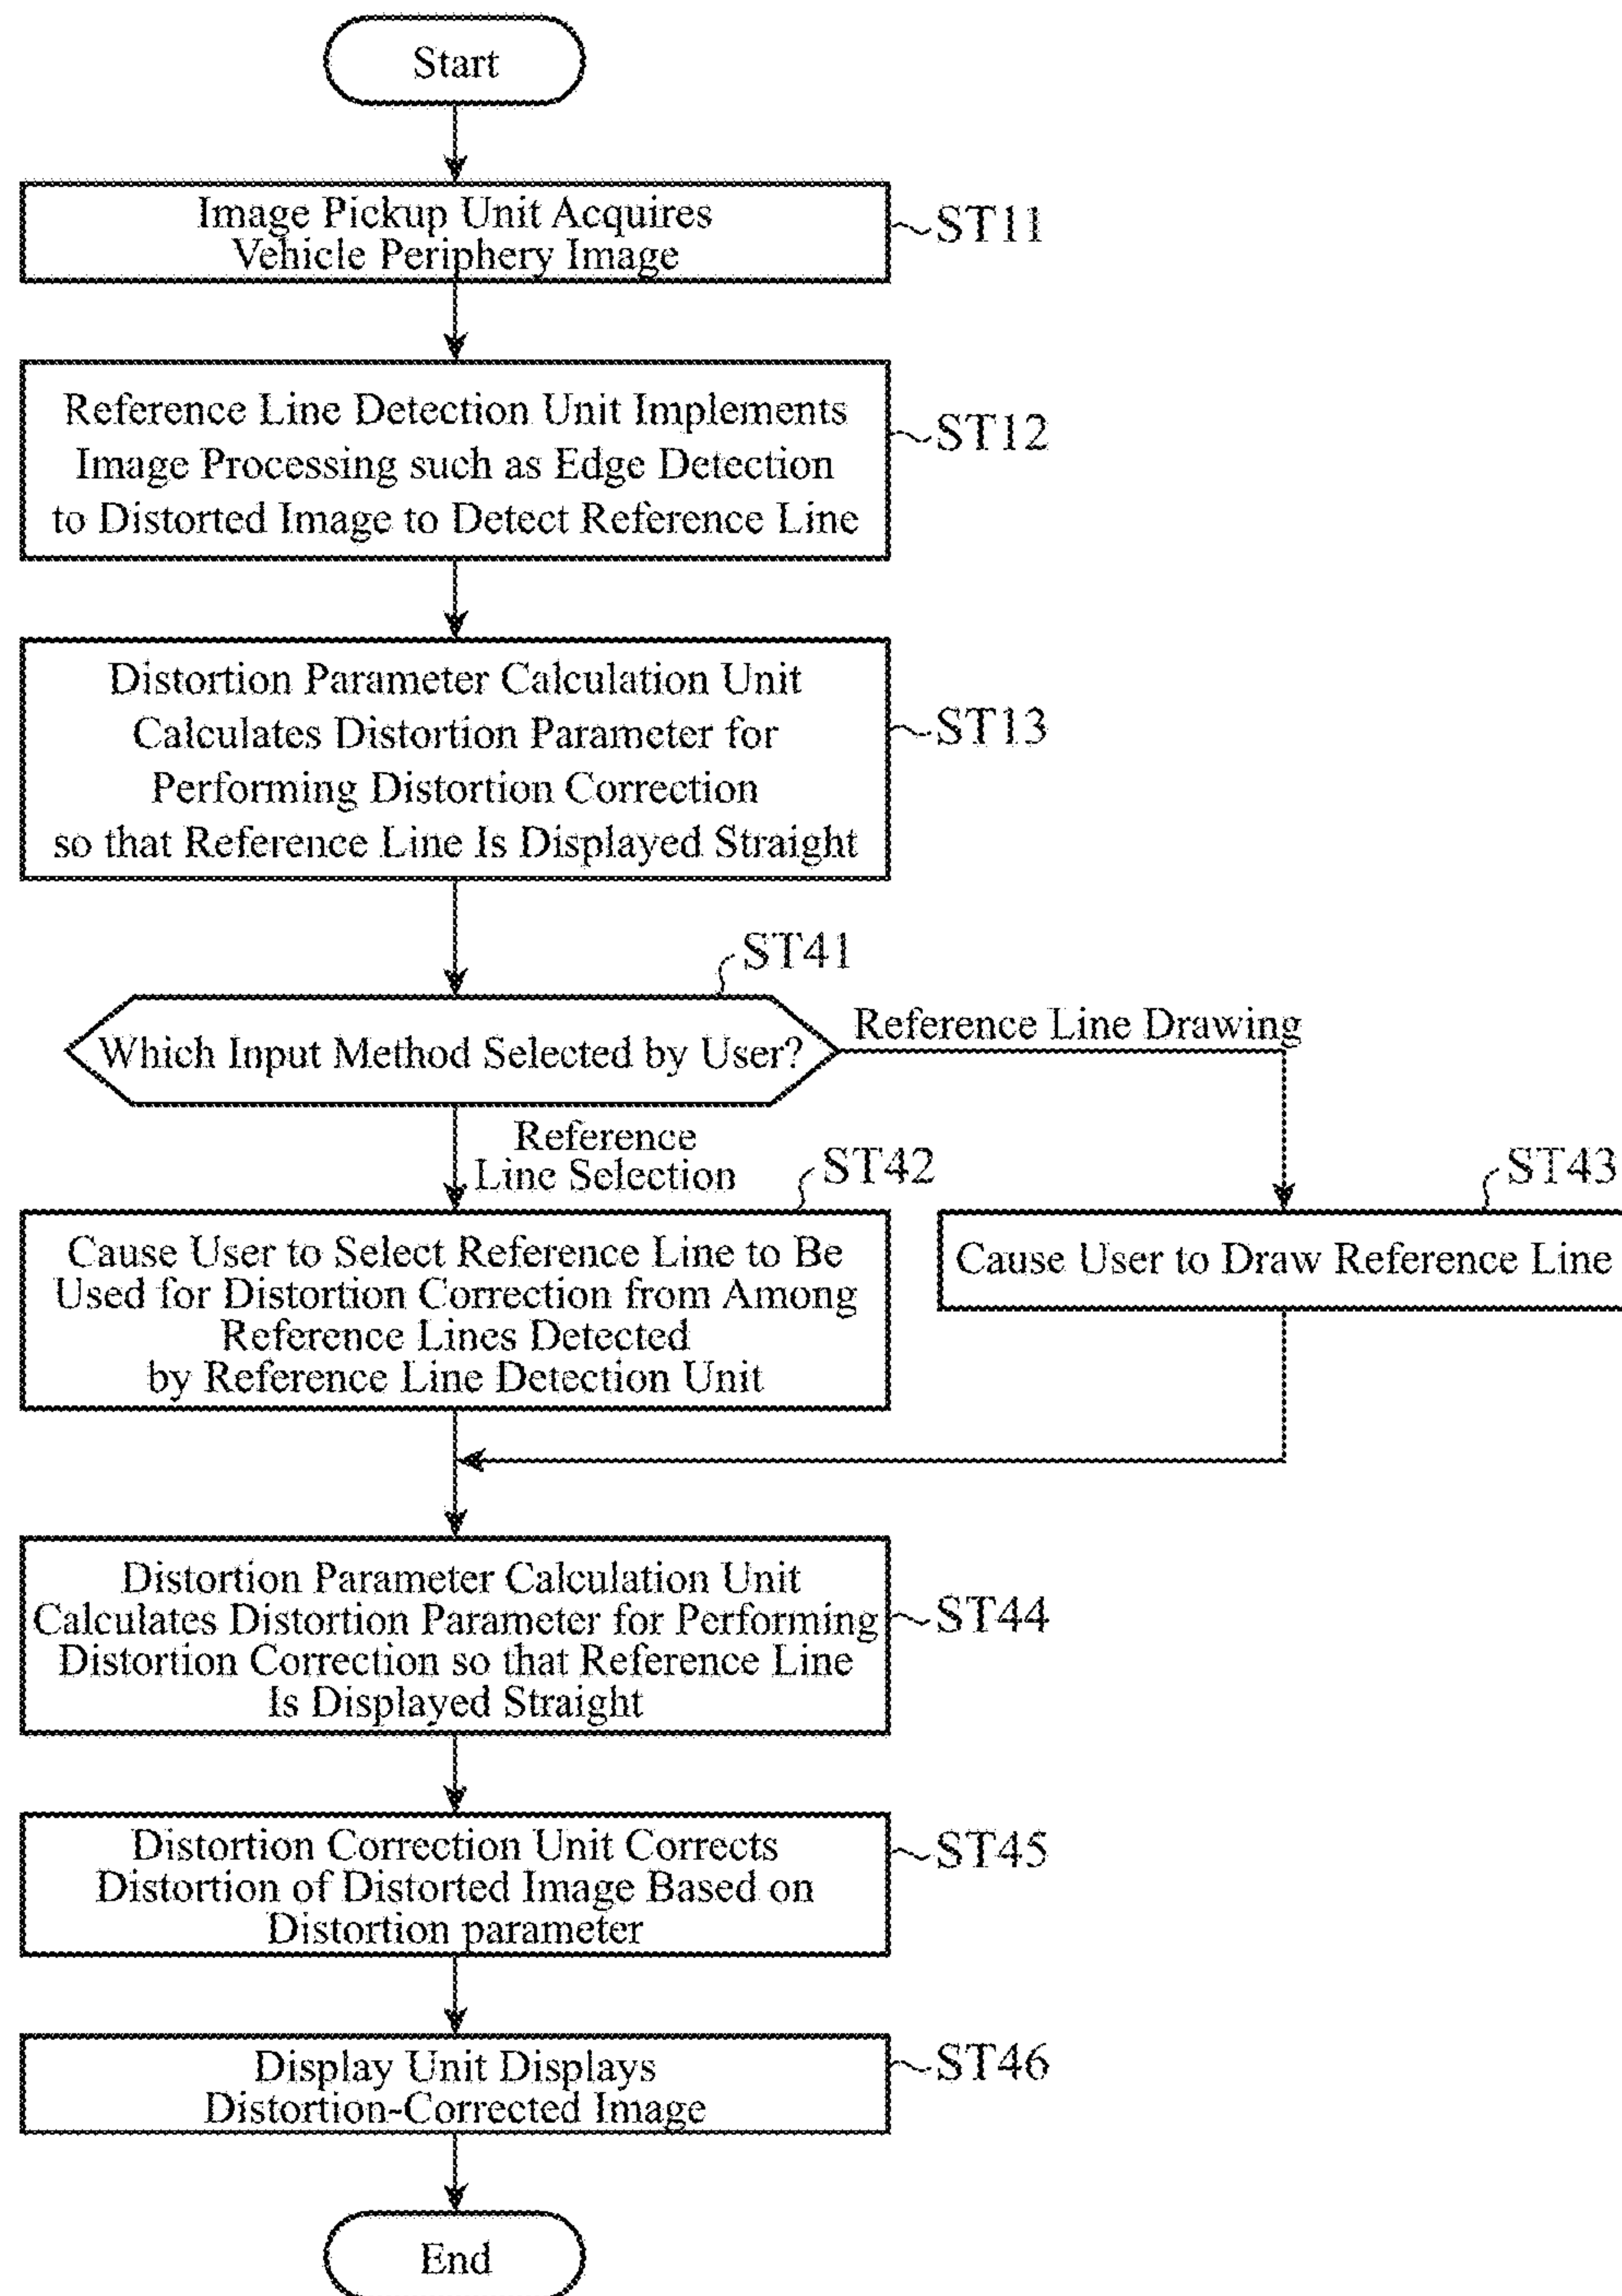 Start
Image Pickup Unit Acquires
Vehicle Periphery Image
ST11
Reference Line Detection Unit Implements
Image Processing such as Edge Detection
to Distorted Image to Detect Reference Line
ST12
Distortion Parameter Calculation Unit
Calculates Distortion Parameter for
Performing Distortion Correction
so that Reference Line Is Displayed Straight
ST13
ST41
Which Input Method Selected by User?
Reference Line Drawing
Reference
Line Selection
ST42
Cause User to Select Reference Line to Be
Used for Distortion Correction from Among
Reference Lines Detected
by Reference Line Detection Unit
ST43
Cause User to Draw Reference Line
Distortion Parameter Calculation Unit
Calculates Distortion Parameter for Performing
Distortion Correction so that Reference Line
Is Displayed Straight
ST44
Distortion Correction Unit Corrects
Distortion of Distorted Image Based on
Distortion parameter
ST45
Display Unit Displays
Distortion-Corrected Image
ST46
End